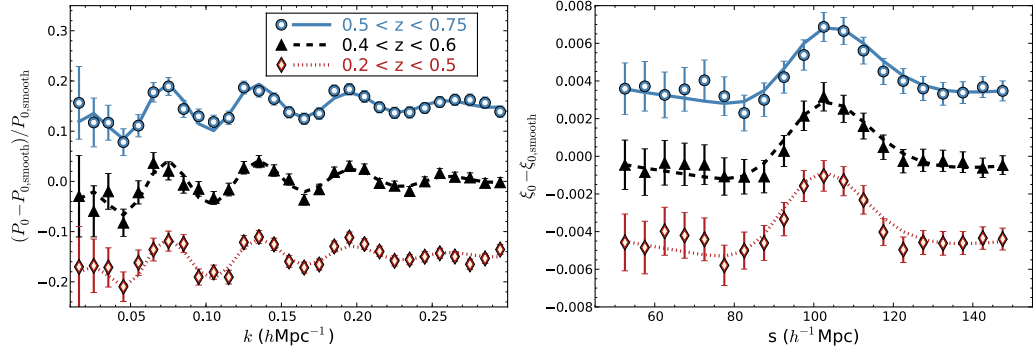 0.5 < z < 0.75
0.4 < z < 0.6
0.2 < z < 0.5
(P₀ − P₀,smooth)/P₀,smooth
0.3
0.2
0.1
0.0
−0.1
−0.2
0.05 0.10 0.15 0.20 0.25
k (hMpc⁻¹)
ξ₀ − ξ₀,smooth
0.008
0.006
0.004
0.002
0.000
−0.002
−0.004
−0.006
−0.008
60 80 100 120 140
s (h⁻¹ Mpc)